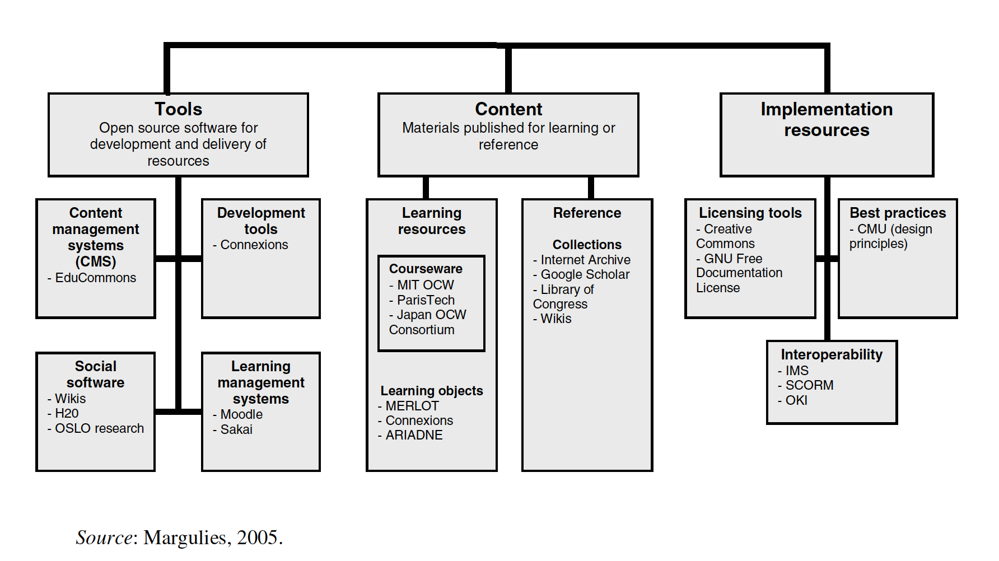 Tools
Open source software for
development and delivery of
resources
Content
Materials published for learning or
reference
Implementation
resources
Content
management
systems
(CMS)
- EduCommons
Development
tools
- Connexions
Social
software
- Wikis
- H20
- OSLO research
Learning
management
systems
- Moodle
- Sakai
Learning
resources
Courseware
- MIT OCW
- ParisTech
- Japan OCW
Consortium
Learning objects
- MERLOT
- Connexions
- ARIADNE
Reference
Collections
- Internet Archive
- Google Scholar
- Library of
Congress
- Wikis
Licensing tools
- Creative
Commons
- GNU Free
Documentation
License
Best practices
- CMU (design
principles)
Interoperability
- IMS
- SCORM
- OKI
Source: Margulies, 2005.